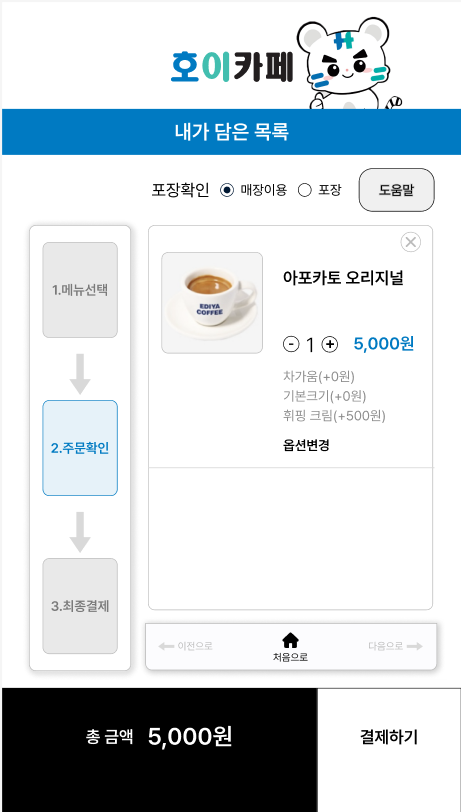 호이카페
내가 담은 목록
포장확인 매장이용 포장 도움말
1.메뉴선택
2.주문확인
3.최종결제
EDIYA
COFFEE
아포카토 오리지널
- 1 + 5,000원
차가움(+0원)
기본크기(+0원)
휘핑 크림(+500원)
옵션변경
이전으로 처음으로 다음으로
총 금액 5,000원 결제하기